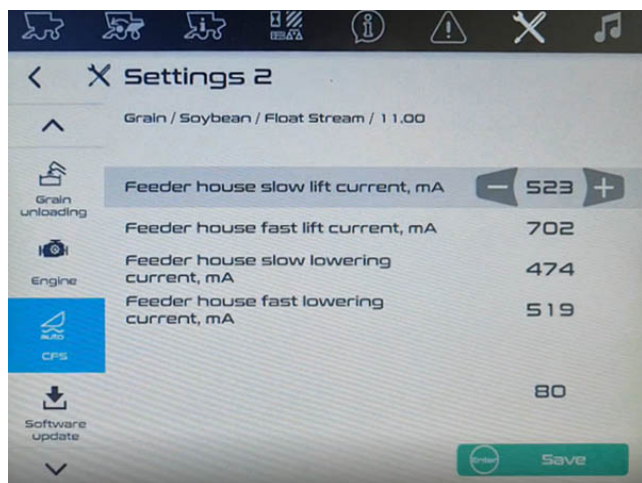 Settings 2
Grain / Soybean / Float Stream / 11,00
Grain
unloading
Feeder house slow lift current, mA
523
Feeder house fast lift current, mA
702
Engine
Feeder house slow lowering
current, mA
474
Feeder house fast lowering
current, mA
519
auto
CFS
80
Software
update
Enter
Save